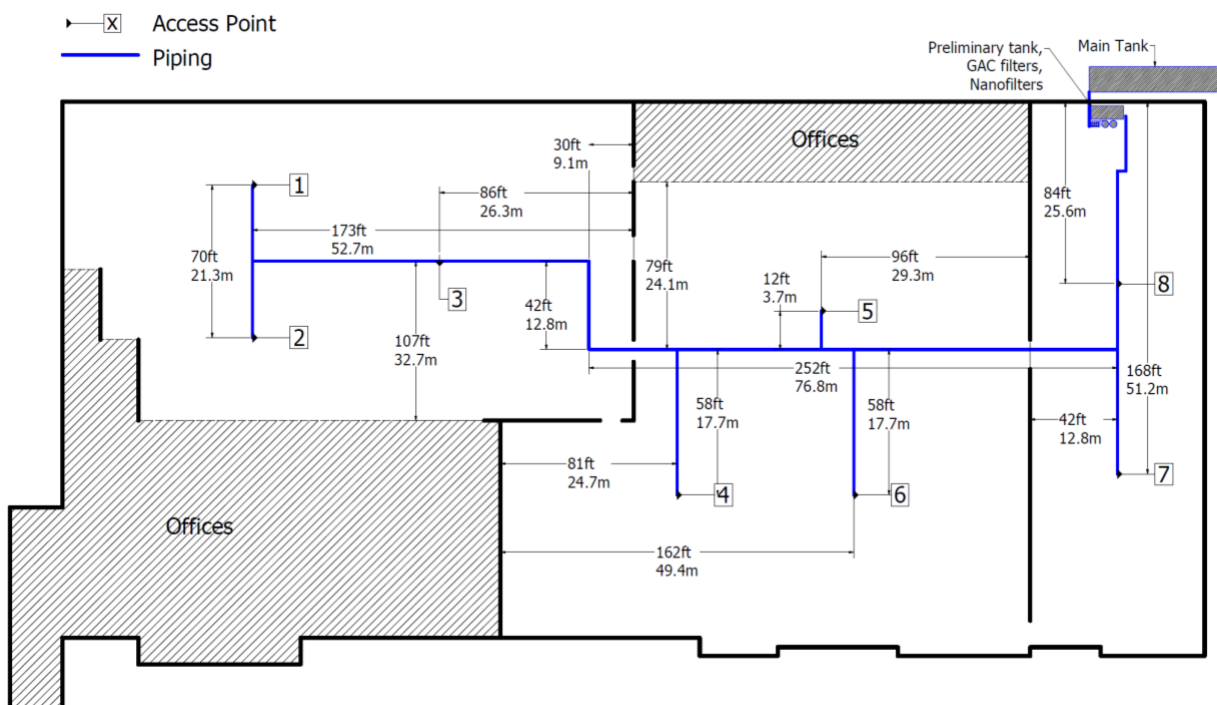 X Access Point
Piping
Preliminary tank,
GAC filters,
Nanofilters
Main Tank
Offices
30ft
9.1m
1
86ft
26.3m
84ft
25.6m
173ft
52.7m
70ft
21.3m
79ft
24.1m
96ft
29.3m
12ft
3.7m
8
3
42ft
12.8m
5
2
107ft
32.7m
252ft
76.8m
168ft
51.2m
58ft
17.7m
58ft
17.7m
42ft
12.8m
81ft
24.7m
7
4
6
Offices
162ft
49.4m